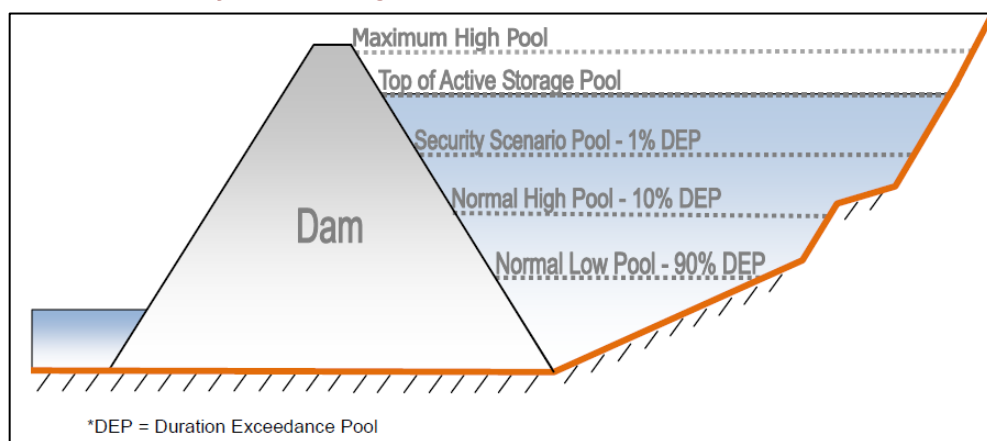 Maximum High Pool
Top of Active Storage Pool
Security Scenario Pool - 1% DEP
Normal High Pool - 10% DEP
Dam
Normal Low Pool - 90% DEP
*DEP = Duration Exceedance Pool